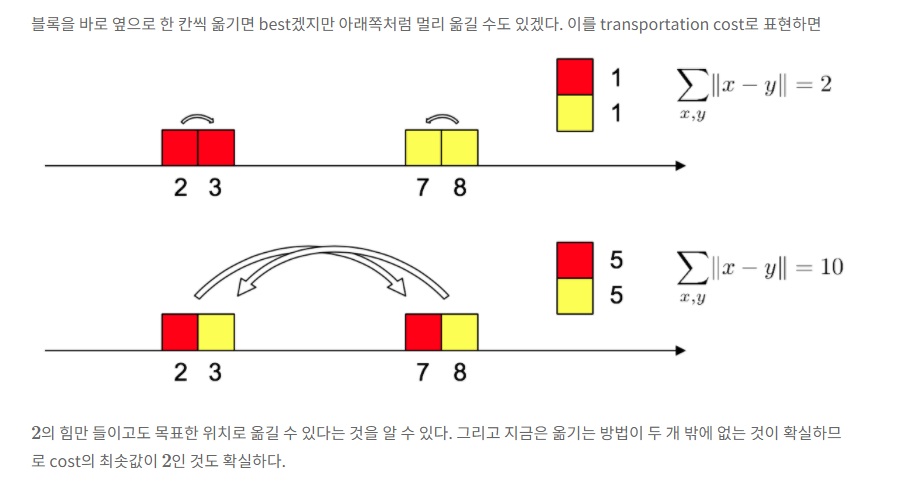 블록을 바로 옆으로 한 칸씩 옮기면 best겠지만 아래쪽처럼 멀리 옮길 수도 있겠다. 이를 transportation cost로 표현하면
1
1
∑‖x − y‖ = 2
x,y
2 3 7 8
5
5
∑‖x − y‖ = 10
x,y
2 3 7 8
2의 힘만 들이고도 목표한 위치로 옮길 수 있다는 것을 알 수 있다. 그리고 지금은 옮기는 방법이 두 개 밖에 없는 것이 확실하므
로 cost의 최솟값이 2인 것도 확실하다.